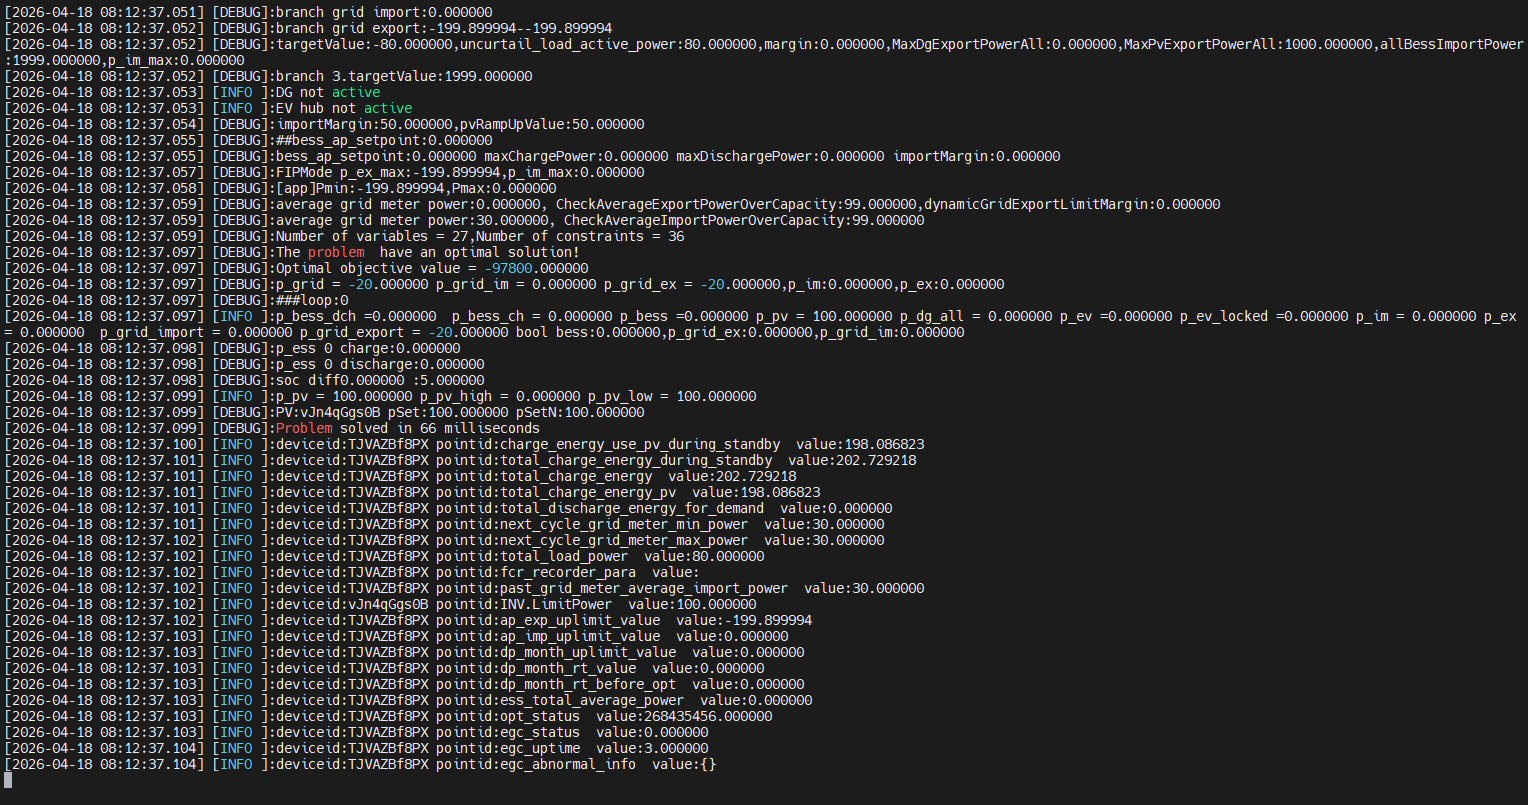 [2026-04-18 08:12:37.051] [DEBUG]:branch grid import:0.000000
[2026-04-18 08:12:37.052] [DEBUG]:branch grid export:-199.899994--199.899994
[2026-04-18 08:12:37.052] [DEBUG]:targetValue:-80.000000,uncurtail_load_active_power:80.000000,margin:0.000000,MaxDgExportPowerAll:0.000000,MaxPvExportPowerAll:1000.000000,allBessImportPower
:1999.000000,p_im_max:0.000000
[2026-04-18 08:12:37.052] [DEBUG]:branch 3.targetValue:1999.000000
[2026-04-18 08:12:37.053] [INFO ]:DG not active
[2026-04-18 08:12:37.053] [INFO ]:EV hub not active
[2026-04-18 08:12:37.054] [DEBUG]:importMargin:50.000000,pvRampUpValue:50.000000
[2026-04-18 08:12:37.055] [DEBUG]:##bess_ap_setpoint:0.000000
[2026-04-18 08:12:37.055] [DEBUG]:bess_ap_setpoint:0.000000 maxChargePower:0.000000 maxDischargePower:0.000000 importMargin:0.000000
[2026-04-18 08:12:37.057] [DEBUG]:FIPMode p_ex_max:-199.899994,p_im_max:0.000000
[2026-04-18 08:12:37.058] [DEBUG]:[app]Pmin:-199.899994,Pmax:0.000000
[2026-04-18 08:12:37.059] [DEBUG]:average grid meter power:0.000000, CheckAverageExportPowerOverCapacity:99.000000,dynamicGridExportLimitMargin:0.000000
[2026-04-18 08:12:37.059] [DEBUG]:average grid meter power:30.000000, CheckAverageImportPowerOverCapacity:99.000000
[2026-04-18 08:12:37.059] [DEBUG]:Number of variables = 27,Number of constraints = 36
[2026-04-18 08:12:37.097] [DEBUG]:The problem  have an optimal solution!
[2026-04-18 08:12:37.097] [DEBUG]:Optimal objective value = -97800.000000
[2026-04-18 08:12:37.097] [DEBUG]:p_grid = -20.000000 p_grid_im = 0.000000 p_grid_ex = -20.000000,p_im:0.000000,p_ex:0.000000
[2026-04-18 08:12:37.097] [DEBUG]:###loop:0
[2026-04-18 08:12:37.097] [INFO ]:p_bess_dch =0.000000  p_bess_ch = 0.000000 p_bess =0.000000 p_pv = 100.000000 p_dg_all = 0.000000 p_ev =0.000000 p_ev_locked =0.000000 p_im = 0.000000 p_ex
= 0.000000  p_grid_import = 0.000000 p_grid_export = -20.000000 bool bess:0.000000,p_grid_ex:0.000000,p_grid_im:0.000000
[2026-04-18 08:12:37.098] [DEBUG]:p_ess 0 charge:0.000000
[2026-04-18 08:12:37.098] [DEBUG]:p_ess 0 discharge:0.000000
[2026-04-18 08:12:37.098] [DEBUG]:soc diff0.000000 :5.000000
[2026-04-18 08:12:37.099] [INFO ]:p_pv = 100.000000 p_pv_high = 0.000000 p_pv_low = 100.000000
[2026-04-18 08:12:37.099] [DEBUG]:PV:vJn4qGgs0B pSet:100.000000 pSetN:100.000000
[2026-04-18 08:12:37.099] [DEBUG]:Problem solved in 66 milliseconds
[2026-04-18 08:12:37.100] [INFO ]:deviceid:TJVAZBf8PX pointid:charge_energy_use_pv_during_standby  value:198.086823
[2026-04-18 08:12:37.101] [INFO ]:deviceid:TJVAZBf8PX pointid:total_charge_energy_during_standby  value:202.729218
[2026-04-18 08:12:37.101] [INFO ]:deviceid:TJVAZBf8PX pointid:total_charge_energy  value:202.729218
[2026-04-18 08:12:37.101] [INFO ]:deviceid:TJVAZBf8PX pointid:total_charge_energy_pv  value:198.086823
[2026-04-18 08:12:37.101] [INFO ]:deviceid:TJVAZBf8PX pointid:total_discharge_energy_for_demand  value:0.000000
[2026-04-18 08:12:37.101] [INFO ]:deviceid:TJVAZBf8PX pointid:next_cycle_grid_meter_min_power  value:30.000000
[2026-04-18 08:12:37.102] [INFO ]:deviceid:TJVAZBf8PX pointid:next_cycle_grid_meter_max_power  value:30.000000
[2026-04-18 08:12:37.102] [INFO ]:deviceid:TJVAZBf8PX pointid:total_load_power  value:80.000000
[2026-04-18 08:12:37.102] [INFO ]:deviceid:TJVAZBf8PX pointid:fcr_recorder_para  value:
[2026-04-18 08:12:37.102] [INFO ]:deviceid:TJVAZBf8PX pointid:past_grid_meter_average_import_power  value:30.000000
[2026-04-18 08:12:37.102] [INFO ]:deviceid:vJn4qGgs0B pointid:INV.LimitPower  value:100.000000
[2026-04-18 08:12:37.102] [INFO ]:deviceid:TJVAZBf8PX pointid:ap_exp_uplimit_value  value:-199.899994
[2026-04-18 08:12:37.103] [INFO ]:deviceid:TJVAZBf8PX pointid:ap_imp_uplimit_value  value:0.000000
[2026-04-18 08:12:37.103] [INFO ]:deviceid:TJVAZBf8PX pointid:dp_month_uplimit_value  value:0.000000
[2026-04-18 08:12:37.103] [INFO ]:deviceid:TJVAZBf8PX pointid:dp_month_rt_value  value:0.000000
[2026-04-18 08:12:37.103] [INFO ]:deviceid:TJVAZBf8PX pointid:dp_month_rt_before_opt  value:0.000000
[2026-04-18 08:12:37.103] [INFO ]:deviceid:TJVAZBf8PX pointid:ess_total_average_power  value:0.000000
[2026-04-18 08:12:37.103] [INFO ]:deviceid:TJVAZBf8PX pointid:opt_status  value:268435456.000000
[2026-04-18 08:12:37.103] [INFO ]:deviceid:TJVAZBf8PX pointid:egc_status  value:0.000000
[2026-04-18 08:12:37.104] [INFO ]:deviceid:TJVAZBf8PX pointid:egc_uptime  value:3.000000
[2026-04-18 08:12:37.104] [INFO ]:deviceid:TJVAZBf8PX pointid:egc_abnormal_info  value:{}